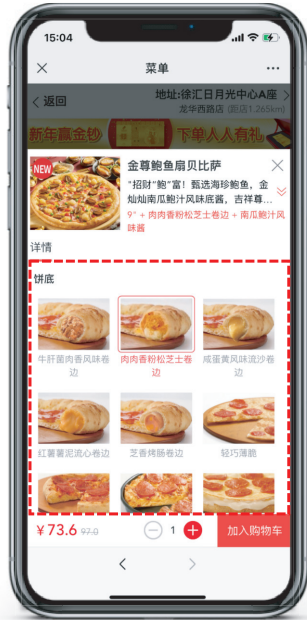 15:04
菜单
返回
地址:徐汇日月光中心A座
龙华西路店 (距店1.265km)
新年赢金钞
下单人人有礼
NEW
金尊鲍鱼扇贝比萨
"招财"鲍"富！甄选海珍鲍鱼，金
灿灿南瓜鲍汁风味底酱，吉祥尊...
9" + 肉肉香粉松芝士卷边 + 南瓜鲍汁风
味酱
详情
饼底
牛肝菌肉香风味卷
边
肉肉香粉松芝士卷
边
咸蛋黄风味流沙卷
边
红薯薯泥流心卷边
芝香烤肠卷边
轻巧薄脆
¥73.6 97.0
1
加入购物车